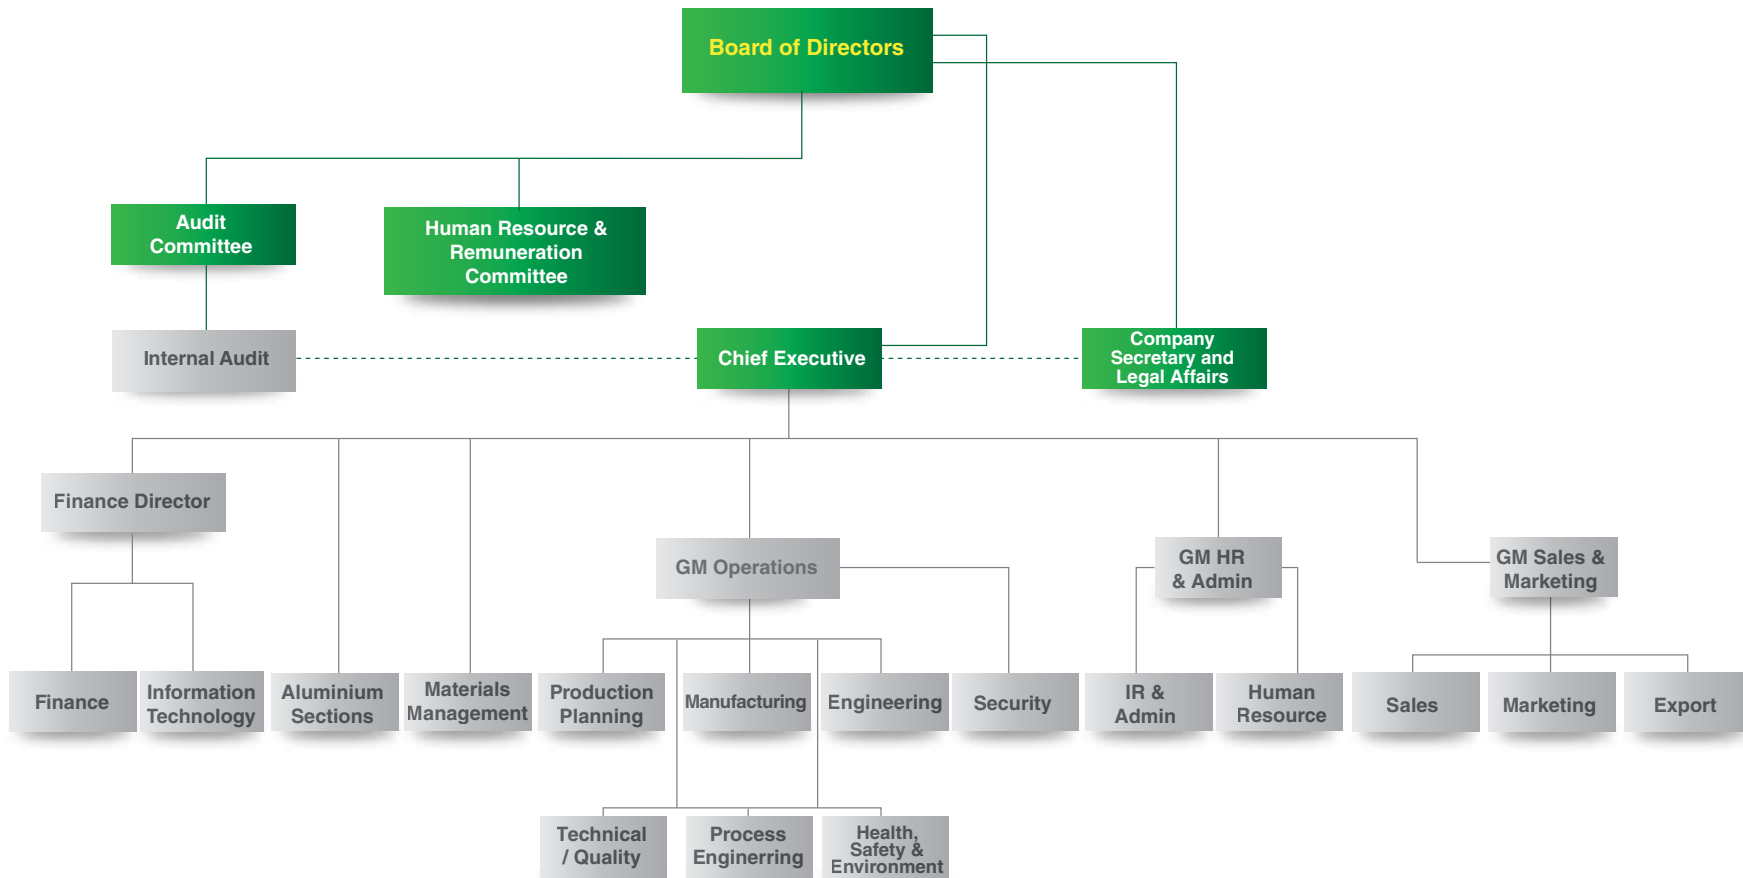 Board of Directors
Audit
Committee
Human Resource &
Remuneration
Committee
Internal Audit
Chief Executive
Company
Secretary and
Legal Affairs
Finance Director
GM Operations
GM HR
& Admin
GM Sales &
Marketing
Finance
Information
Technology
Aluminium
Sections
Materials
Management
Production
Planning
Manufacturing
Engineering
Security
IR &
Admin
Human
Resource
Sales
Marketing
Export
Technical
/ Quality
Process
Enginerring
Health,
Safety &
Environment